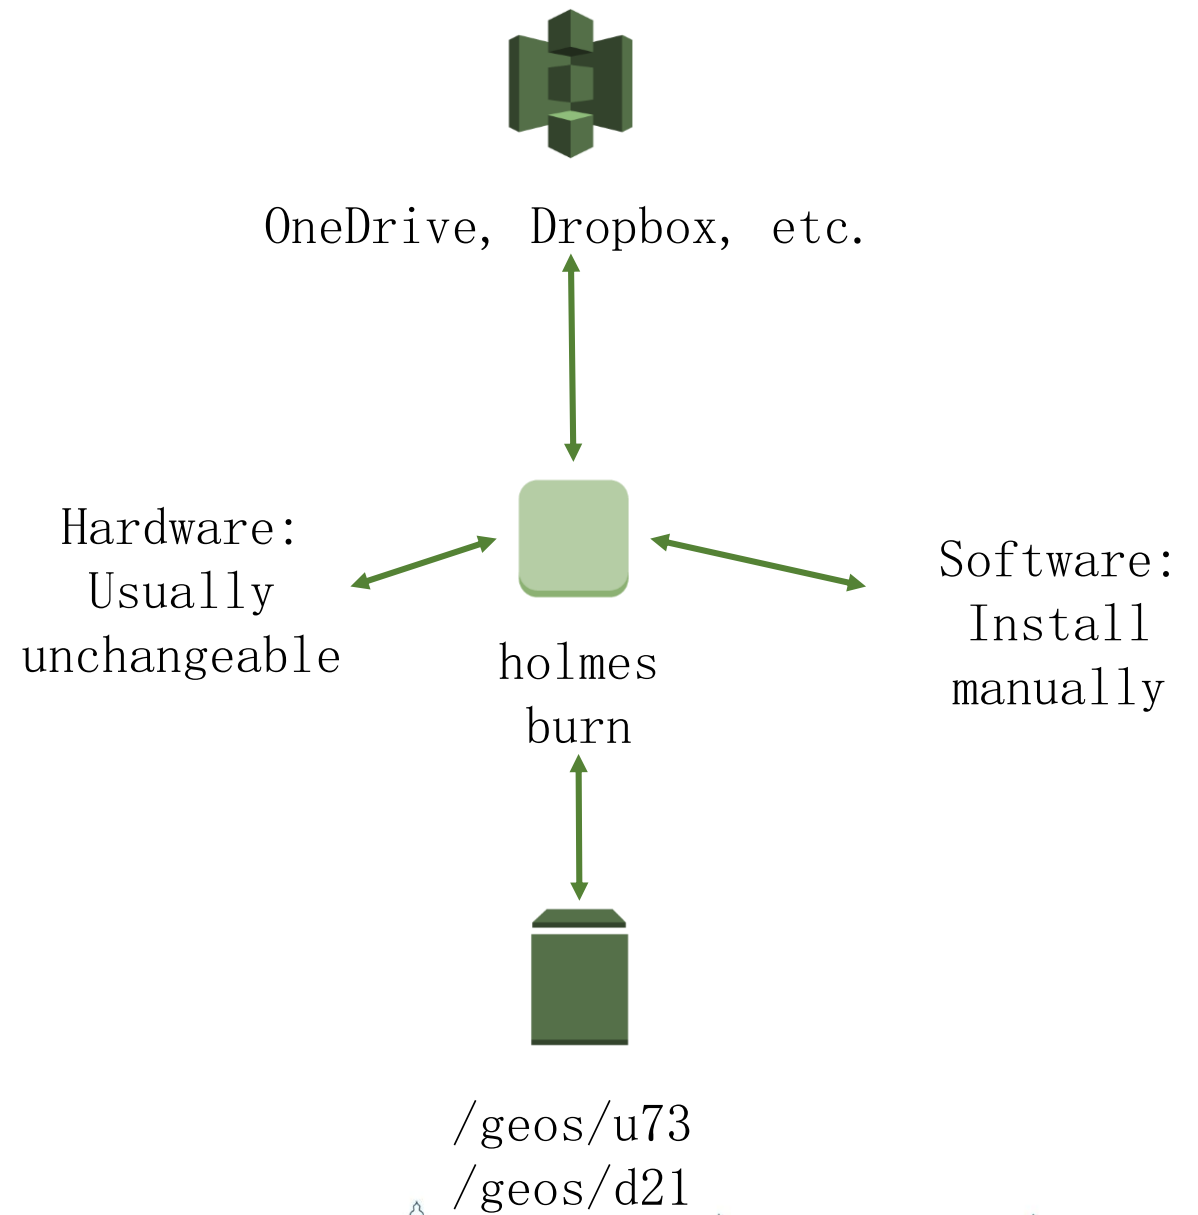 OneDrive, Dropbox, etc.
Hardware:
Usually
unchangeable
holmes
burn
Software:
Install
manually
/geos/u73
/geos/d21